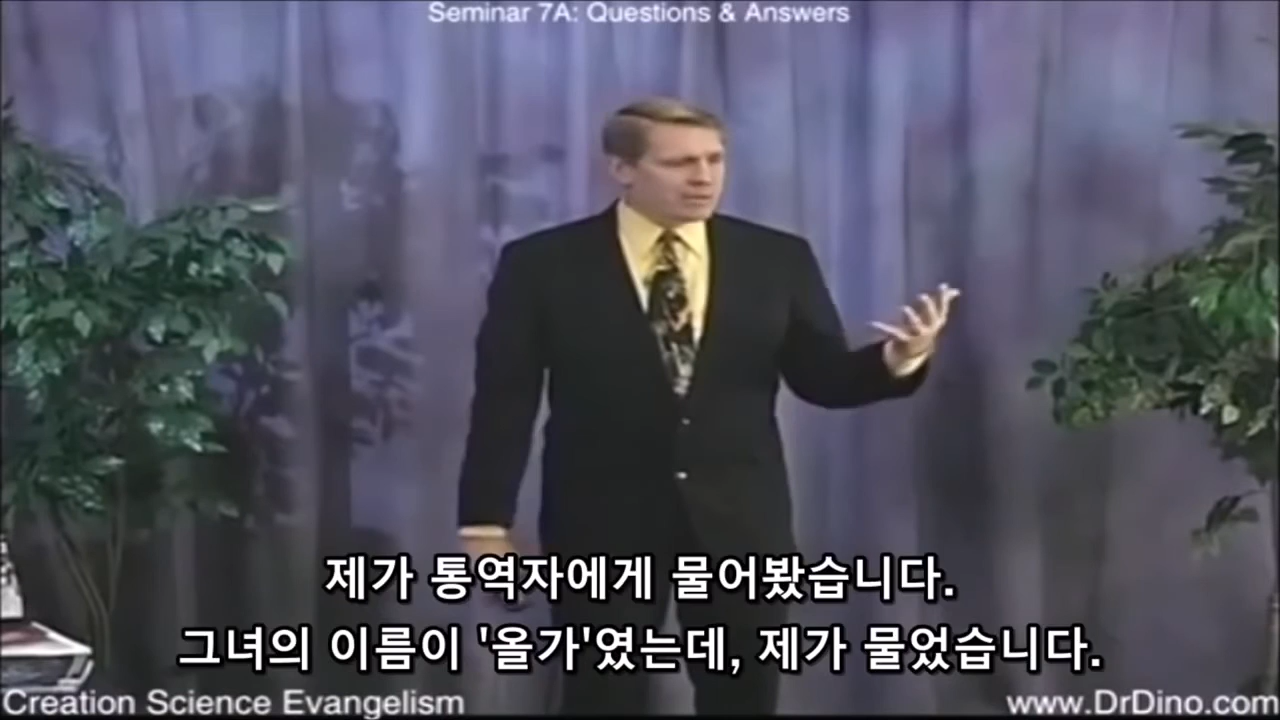 Seminar 7A: Questions & Answers
제가 통역자에게 물어봤습니다.
그녀의 이름이 '올가'였는데, 제가 물었습니다.
Creation Science Evangelism
www.DrDino.com